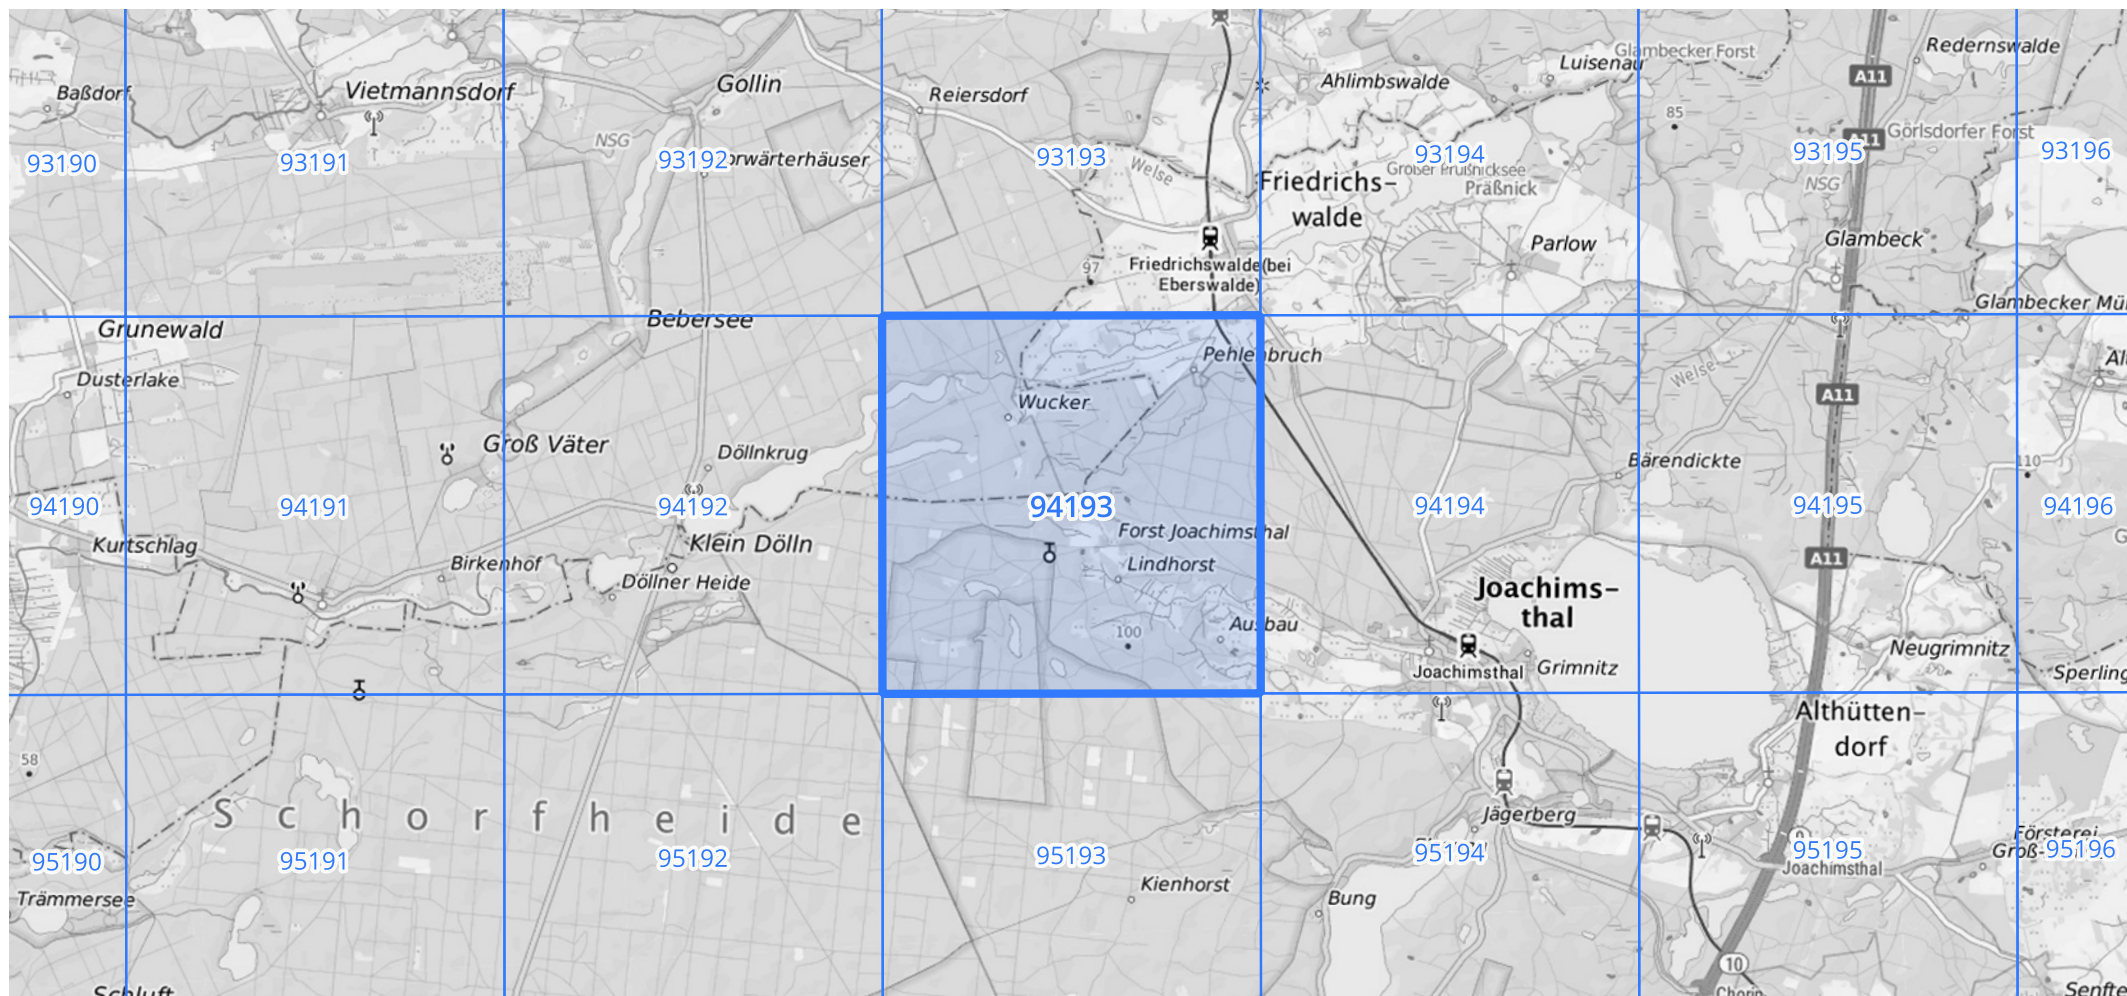 Baßdorf
Vietmannsdorf
Gollin
Reiersdorf
Ahlimbswalde
Luisenau
Glambecker Forst
Redernswalde
A11
85
A11
Görlsdorfer Forst
NSG
93190
93191
93192
orwärterhäuser
93193
Welse
93194
Großer Prüßnicksee
Präßnick
93195
NSG
93196
Friedrichs-
walde
Parlow
Glambeck
97
Friedrichswalde(bei
Eberswalde)
Glambecker Mü
Grunewald
Bebersee
Dusterlake
Pehlenbruch
Wucker
Welse
A11
Groß Väter
Döllnkrug
Bärendickte
110
94190
94191
94192
94193
94194
94195
94196
Kurtschlag
Birkenhof
Klein Dölln
Döllner Heide
Forst Joachimsthal
Lindhorst
Joachims-
thal
A11
100
Ausbau
Joachimsthal
Grimnitz
Neugrimnitz
Sperling
Althütten-
dorf
58
Schorfheide
Jägerberg
Försterei
Groß-
95190
95191
95192
95193
95194
95195
95196
Joachimsthal
Trämmersee
Kienhorst
Bung
10
Chorin
Schluft
Senfte